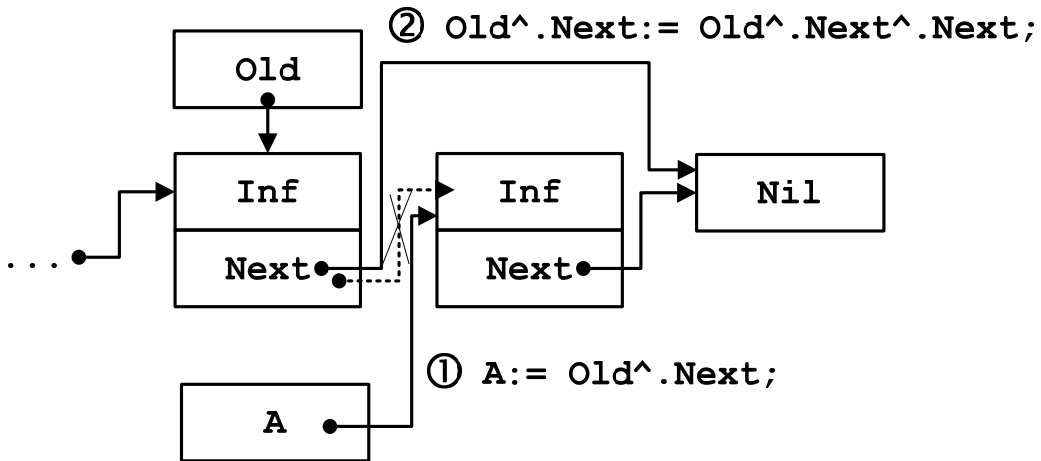 ② Old^.Next:= Old^.Next^.Next;
Old
Inf
Inf
Nil
...
Next
Next
① A:= Old^.Next;
A